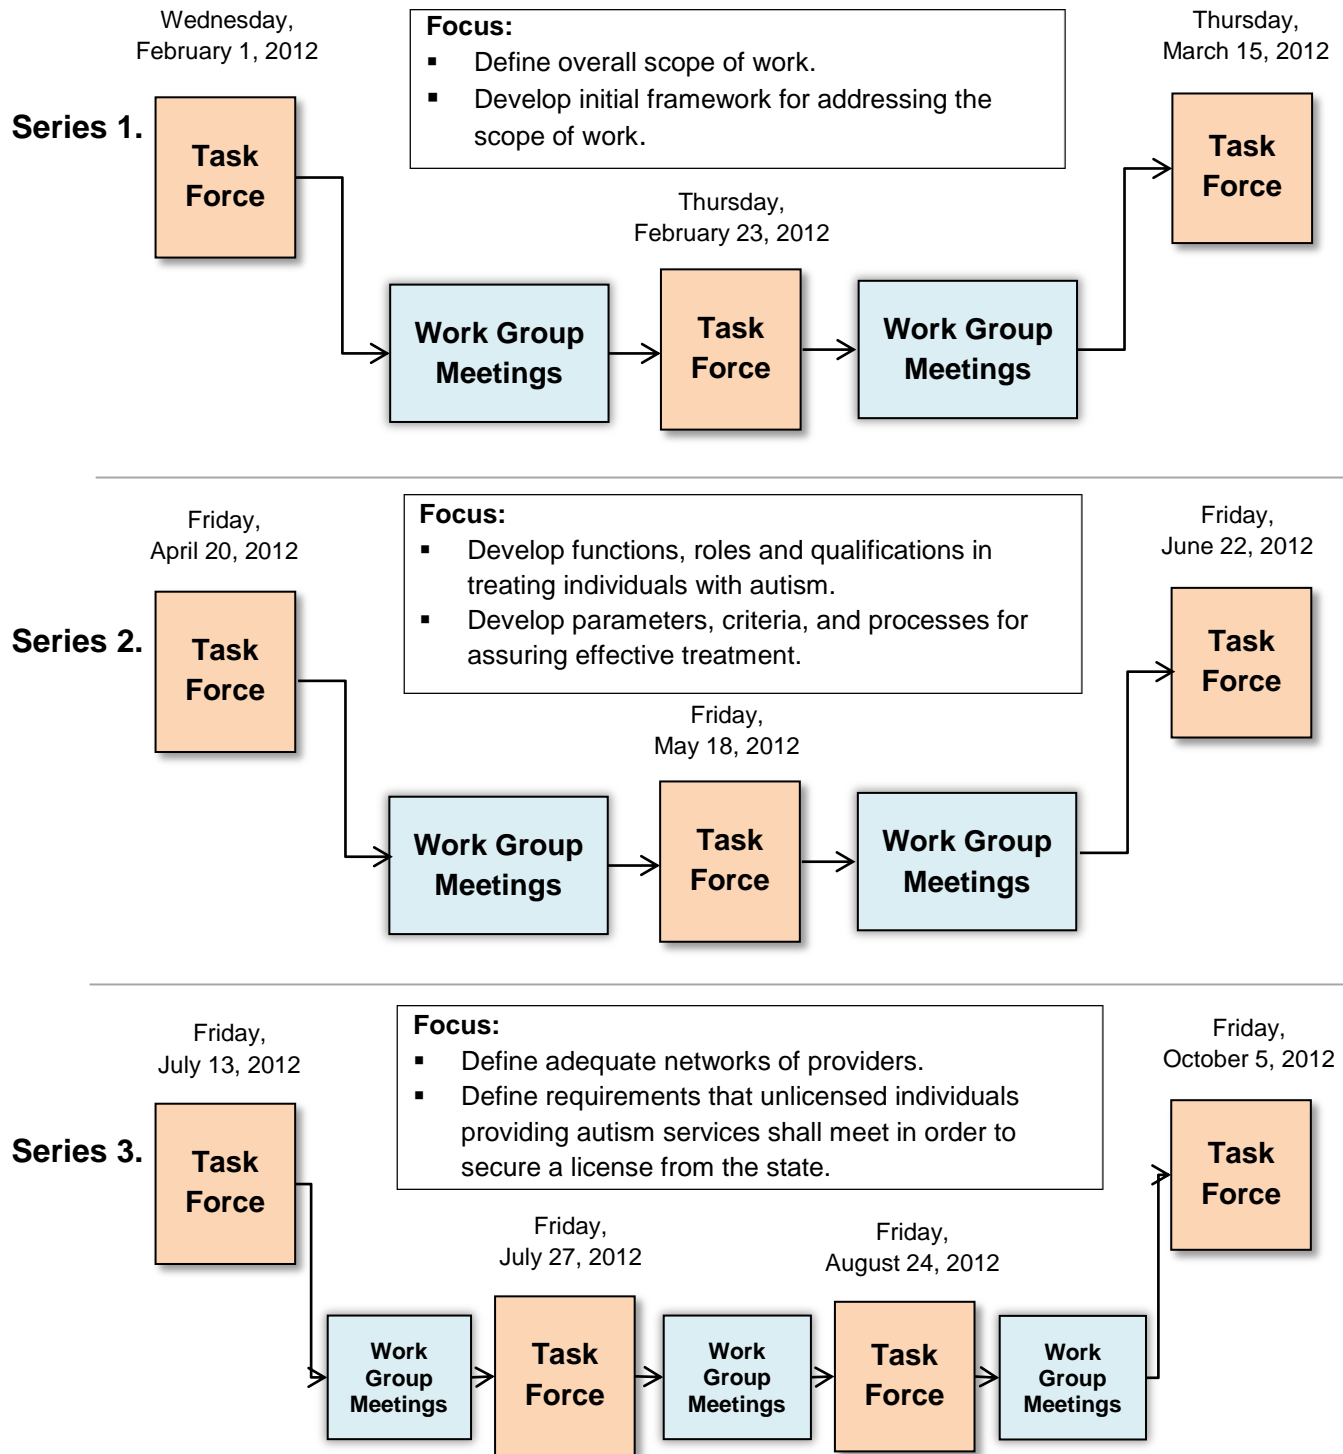 Wednesday,
February 1, 2012
Focus:
▪ Define overall scope of work.
▪ Develop initial framework for addressing the
scope of work.
Thursday,
March 15, 2012
Series 1.
Task
Force
Task
Force
Thursday,
February 23, 2012
Work Group
Meetings
Task
Force
Work Group
Meetings
Friday,
April 20, 2012
Focus:
▪ Develop functions, roles and qualifications in
treating individuals with autism.
▪ Develop parameters, criteria, and processes for
assuring effective treatment.
Friday,
June 22, 2012
Series 2.
Task
Force
Task
Force
Friday,
May 18, 2012
Work Group
Meetings
Task
Force
Work Group
Meetings
Friday,
July 13, 2012
Focus:
▪ Define adequate networks of providers.
▪ Define requirements that unlicensed individuals
providing autism services shall meet in order to
secure a license from the state.
Friday,
October 5, 2012
Series 3.
Task
Force
Task
Force
Friday,
July 27, 2012
Friday,
August 24, 2012
Work
Group
Meetings
Task
Force
Work
Group
Meetings
Task
Force
Work
Group
Meetings